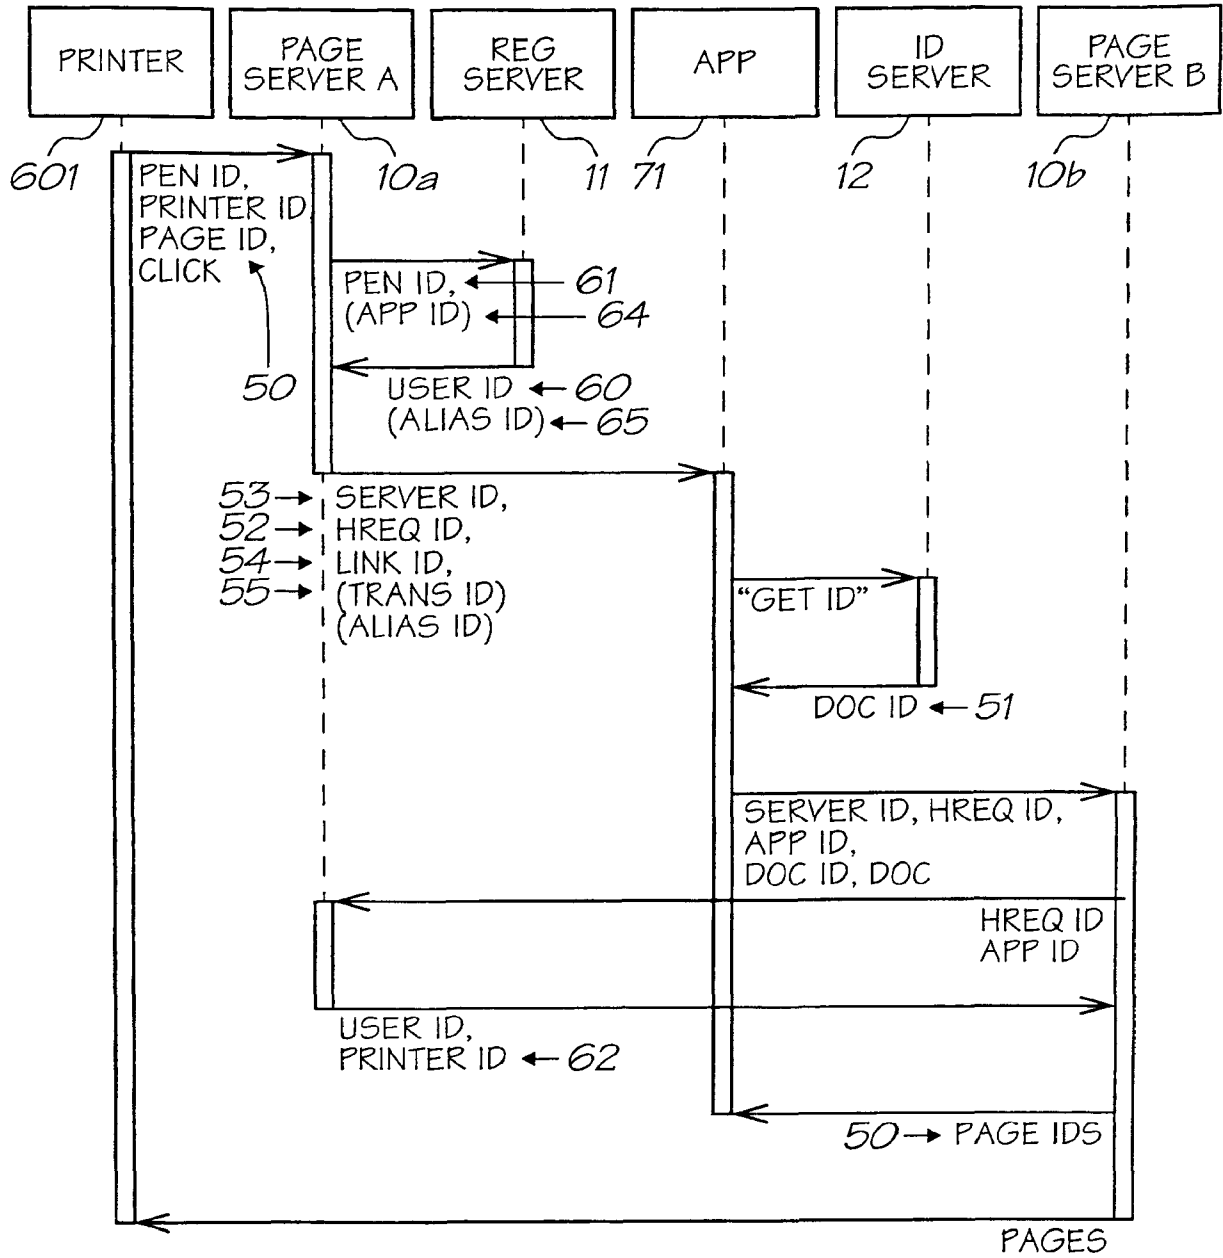 PRINTER
PAGE
SERVER A
REG
SERVER
APP
ID
SERVER
PAGE
SERVER B
601
10a
11
71
12
10b
PEN ID,
PRINTER ID
PAGE ID,
CLICK
50
PEN ID,
61
(APP ID)
64
USER ID
60
(ALIAS ID)
65
53
SERVER ID,
52
HREQ ID,
54
LINK ID,
55
(TRANS ID)
(ALIAS ID)
"GET ID"
DOC ID
51
SERVER ID, HREQ ID,
APP ID,
DOC ID, DOC
HREQ ID
APP ID
USER ID,
PRINTER ID
62
50
PAGE IDS
PAGES